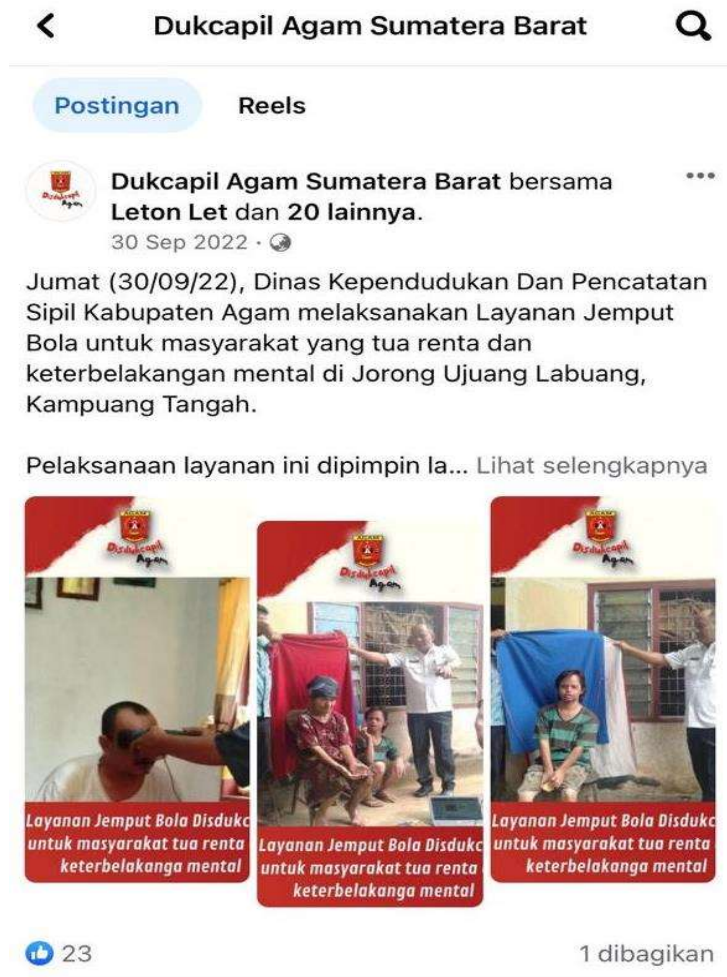 Dukcapil Agam Sumatera Barat
Postingan
Reels
Dukcapil Agam Sumatera Barat bersama
Leton Let dan 20 lainnya.
30 Sep 2022 ·
Jumat (30/09/22), Dinas Kependudukan Dan Pencatatan
Sipil Kabupaten Agam melaksanakan Layanan Jemput
Bola untuk masyarakat yang tua renta dan
keterbelakangan mental di Jorong Ujuang Labuang,
Kampuang Tangah.
Pelaksanaan layanan ini dipimpin la... Lihat selengkapnya
AGAM
Disdukcapil
Agam
Layanan Jemput Bola Disdukc
untuk masyarakat tua renta
keterbelakanga mental
AGAM
Disdukcapil
Agam
Layanan Jemput Bola Disdukc
untuk masyarakat tua renta
keterbelakanga mental
AGAM
Disdukcapil
Agam
Layanan Jemput Bola Disdukc
untuk masyarakat tua renta
keterbelakanga mental
23
1 dibagikan